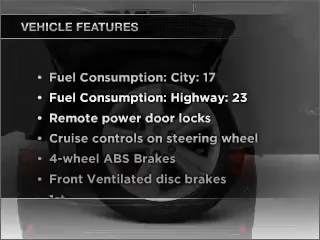 VEHICLE FEATURES
• Fuel Consumption: City: 17
• Fuel Consumption: Highway: 23
• Remote power door locks
• Cruise controls on steering wheel
• 4-wheel ABS Brakes
• Front Ventilated disc brakes